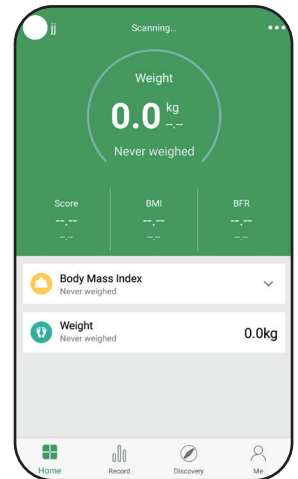 jj Scanning...
Weight
0.0 kg
--.--
Never weighed
Score BMI BFR
--.-- --.-- --.--
--.-- --.-- --.--
Body Mass Index
Never weighed
Weight
Never weighed
0.0kg
Home Record Discovery Me